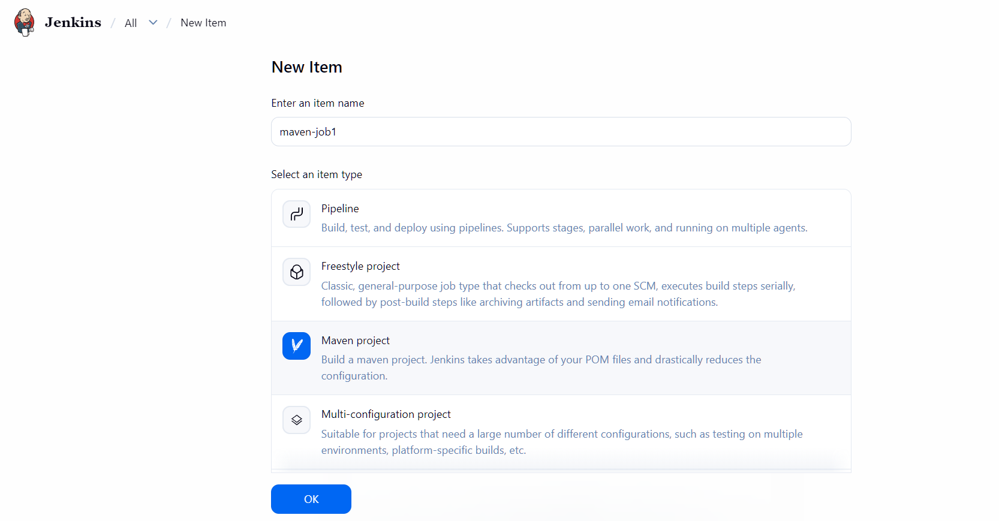 Jenkins / All / New Item
New Item
Enter an item name
maven-job1
Select an item type
Pipeline
Build, test, and deploy using pipelines. Supports stages, parallel work, and running on multiple agents.
Freestyle project
Classic, general-purpose job type that checks out from up to one SCM, executes build steps serially,
followed by post-build steps like archiving artifacts and sending email notifications.
Maven project
Build a maven project. Jenkins takes advantage of your POM files and drastically reduces the
configuration.
Multi-configuration project
Suitable for projects that need a large number of different configurations, such as testing on multiple
environments, platform-specific builds, etc.
OK